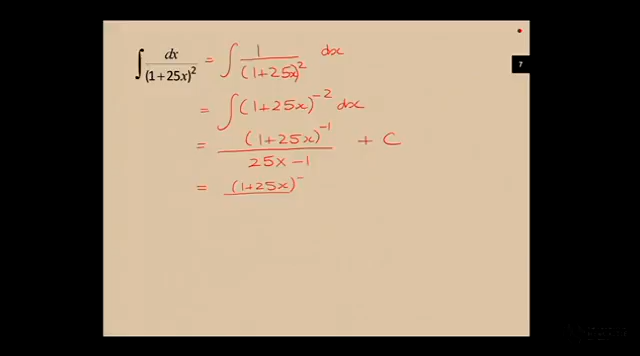 ∫ dx/(1+25x)² = ∫ 1/(1+25x)² dx
7
= ∫ (1+25x)⁻² dx
= (1+25x)⁻¹/25x-1 + C
= (1+25x)⁻